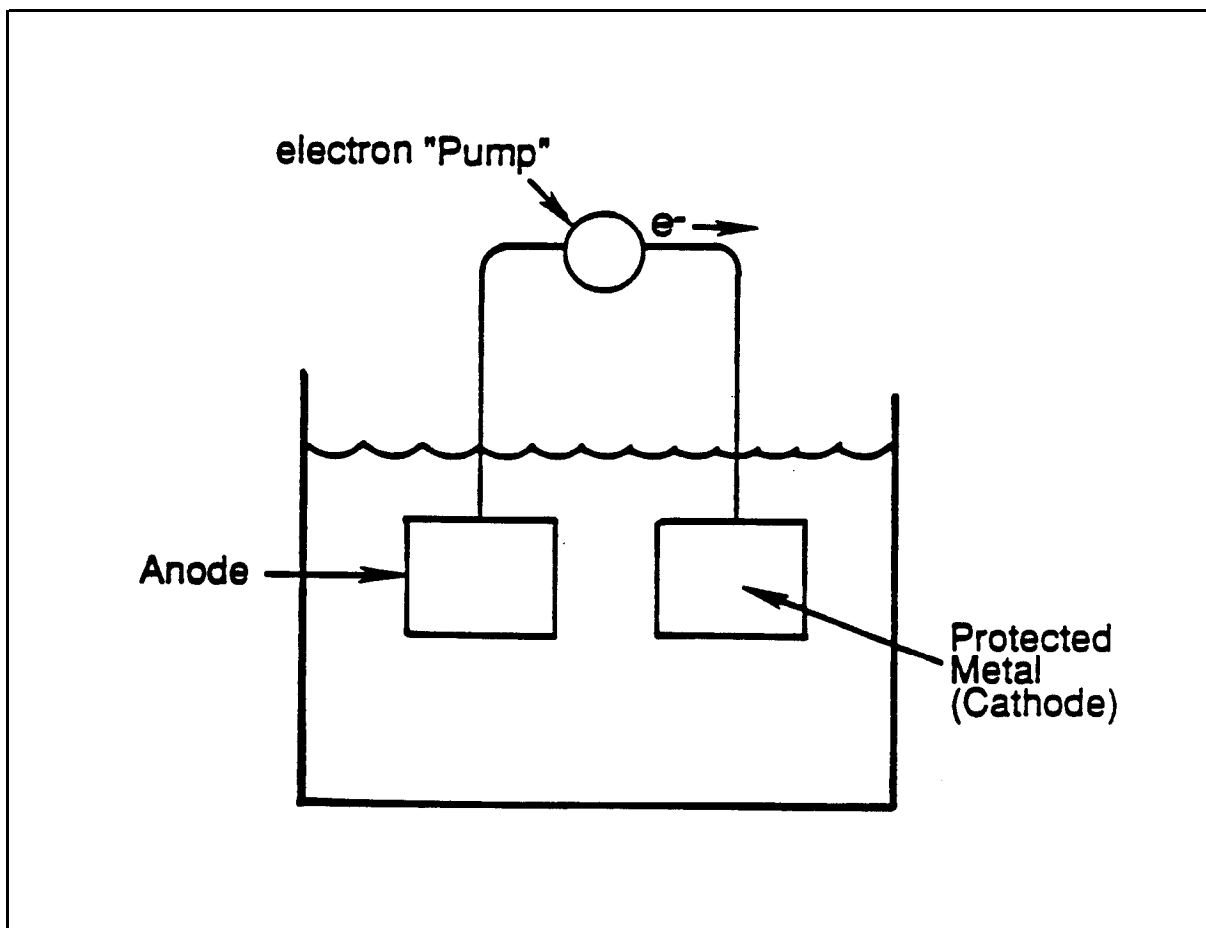 electron "Pump"
e-
Anode
Protected
Metal
(Cathode)